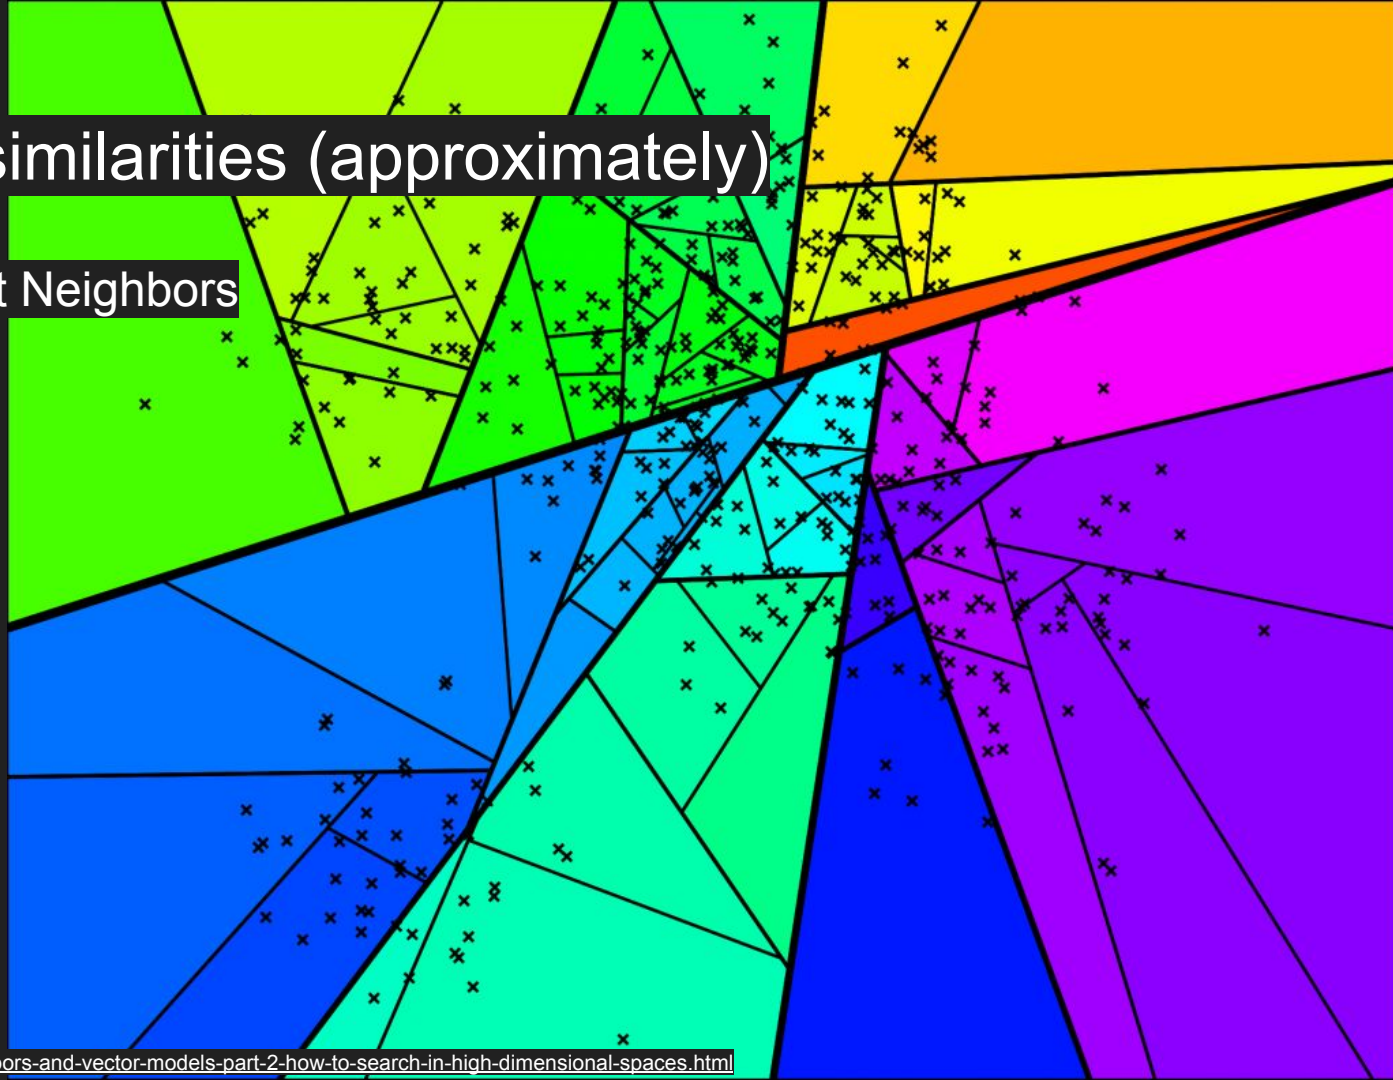 similarities (approximately)
t Neighbors
ors-and-vector-models-part-2-how-to-search-in-high-dimensional-spaces.html